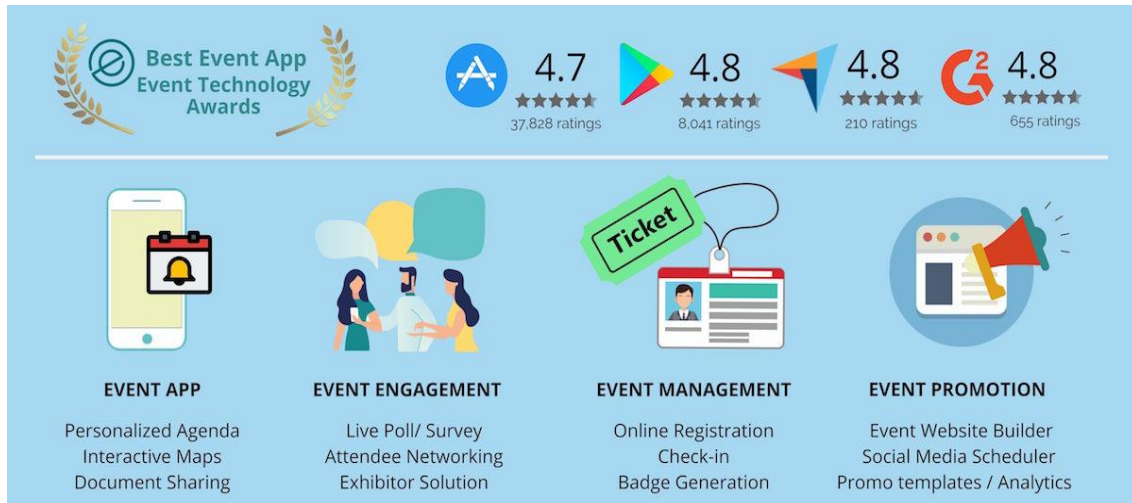 Best Event App
Event Technology
Awards
4.7
37,828 ratings
4.8
8,041 ratings
4.8
210 ratings
2
4.8
655 ratings
Ticket
EVENT APP
Personalized Agenda
Interactive Maps
Document Sharing
EVENT ENGAGEMENT
Live Poll/ Survey
Attendee Networking
Exhibitor Solution
EVENT MANAGEMENT
Online Registration
Check-in
Badge Generation
EVENT PROMOTION
Event Website Builder
Social Media Scheduler
Promo templates / Analytics